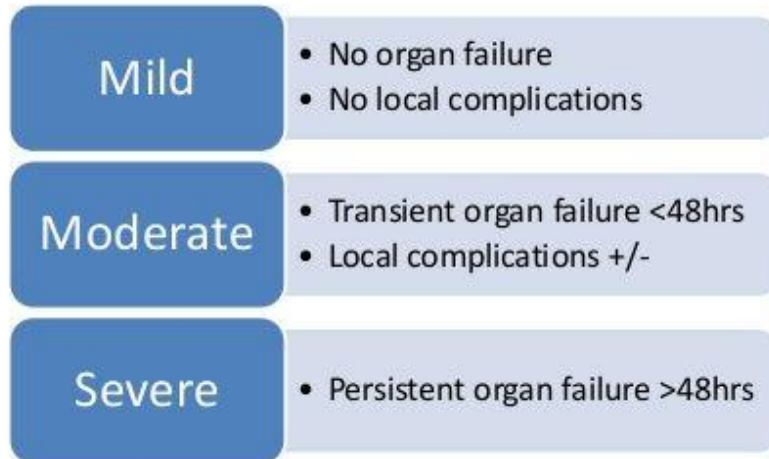 Mild
• No organ failure
• No local complications
Moderate
• Transient organ failure <48hrs
• Local complications +/-
Severe
• Persistent organ failure >48hrs